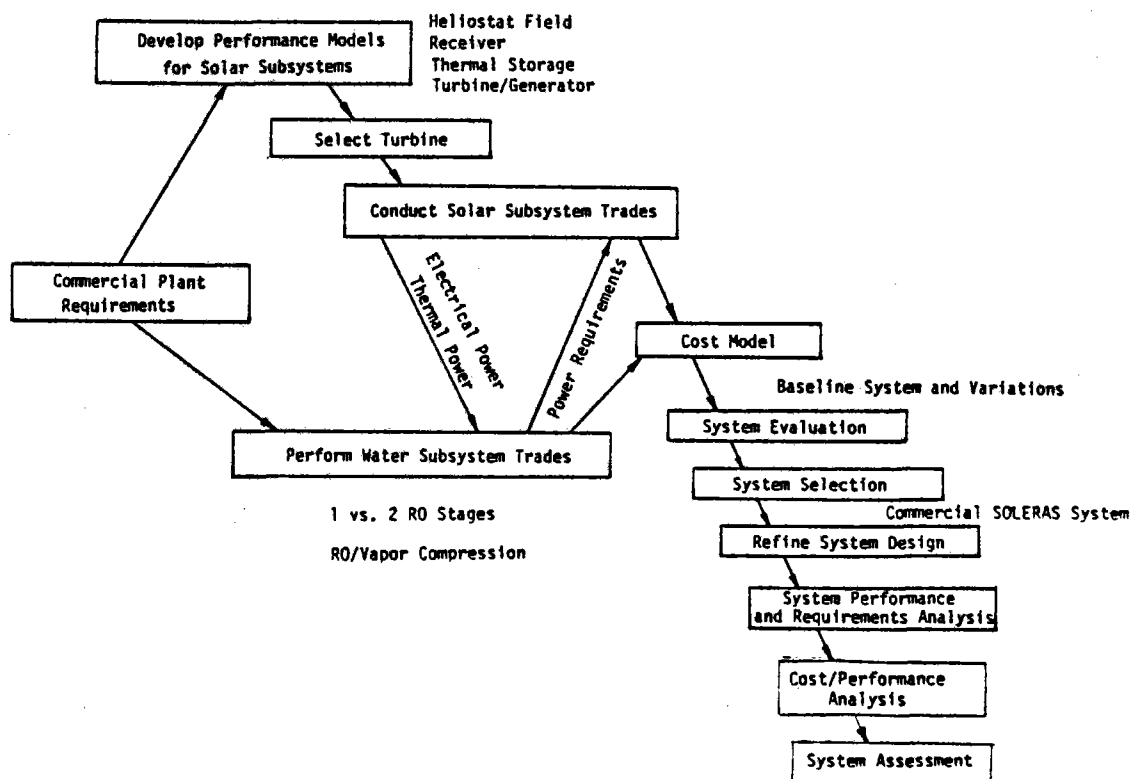 Develop Performance Models
for Solar Subsystems
Heliostat Field
Receiver
Thermal Storage
Turbine/Generator
Select Turbine
Conduct Solar Subsystem Trades
Commercial Plant
Requirements
Electrical Power
Thermal Power
Power Requirements
Cost Model
Baseline System and Variations
System Evaluation
Perform Water Subsystem Trades
System Selection
1 vs. 2 RO Stages
Commercial SOLERAS System
RO/Vapor Compression
Refine System Design
System Performance
and Requirements Analysis
Cost/Performance
Analysis
System Assessment